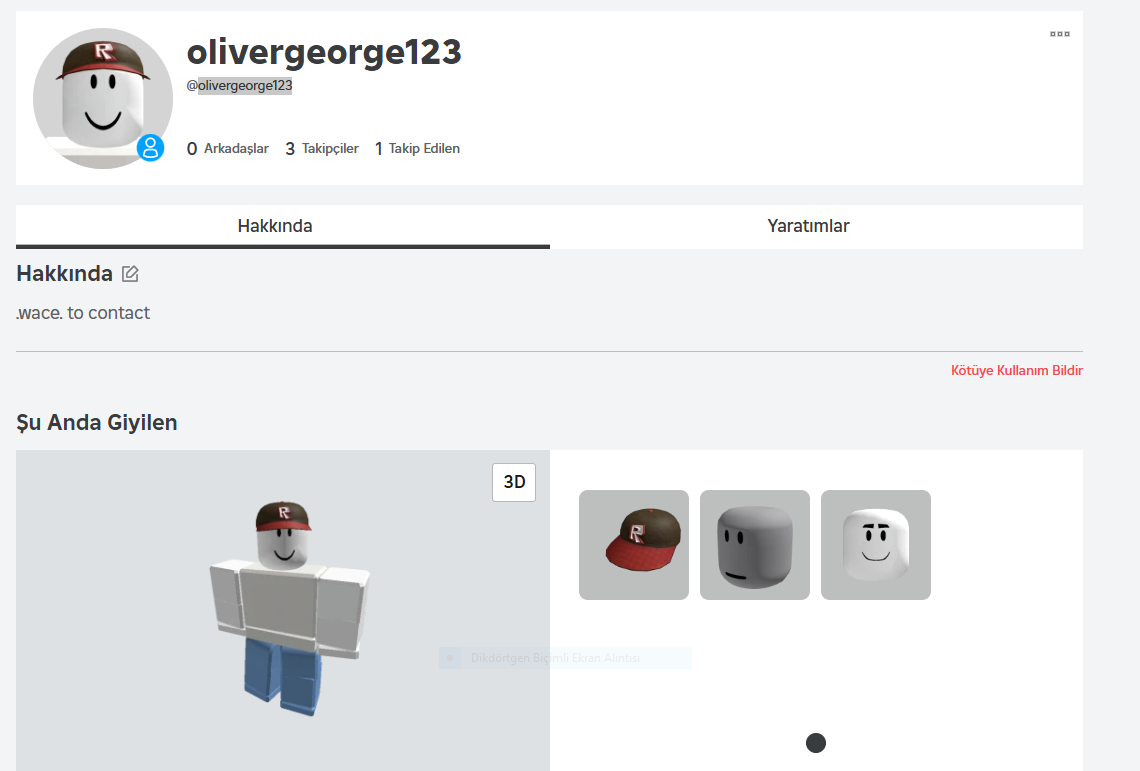 olivergeorge123
@olivergeorge123
0 Arkadaşlar 3 Takipçiler 1 Takip Edilen
Hakkında Yaratımlar
Hakkında
.wace. to contact
Kötüye Kullanım Bildir
Şu Anda Giyilen
3D
R
R
R
Dikdörtgen Biçimli Ekran Alıntısı